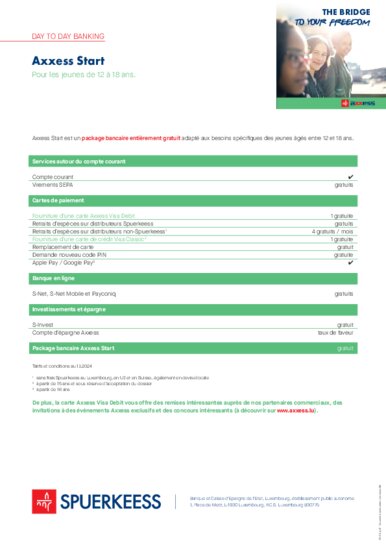 THE BRIDGE
TO YOUR FREEDOM
axxess
DAY TO DAY BANKING
Axxess Start
Pour les jeunes de 12 à 18 ans.
Axxess Start est un package bancaire entièrement gratuit adapté aux besoins spécifiques des jeunes âgés entre 12 et 18 ans.
Services autour du compte courant
Compte courant ✔
Virements SEPA gratuits
Cartes de paiement
Fourniture d'une carte Axxess Visa Debit 1 gratuite
Retraits d'espèces sur distributeurs Spuerkeess gratuits
Retraits d'espèces sur distributeurs non-Spuerkeess¹ 4 gratuits / mois
Fourniture d'une carte de crédit Visa Classic² 1 gratuite
Remplacement de carte gratuit
Demande nouveau code PIN gratuite
Apple Pay / Google Pay³ ✔
Banque en ligne
S-Net, S-Net Mobile et Payconiq gratuits
Investissements et épargne
S-Invest gratuit
Compte d'épargne Axxess taux de faveur
Package bancaire Axxess Start gratuit
Tarifs et conditions au 1.1.2024
¹ sans frais Spuerkeess au Luxembourg, en UE et en Suisse, également en devise locale
² à partir de 15 ans et sous réserve d'acceptation du dossier
³ à partir de 16 ans
De plus, la carte Axxess Visa Debit vous offre des remises intéressantes auprès de nos partenaires commerciaux, des
invitations à des événements Axxess exclusifs et des concours intéressants (à découvrir sur www.axxess.lu).
SPUERKEESS
Banque et Caisse d'Épargne de l'État, Luxembourg, établissement public autonome
1, Place de Metz, L-1930 Luxembourg, R.C.S. Luxembourg B30775